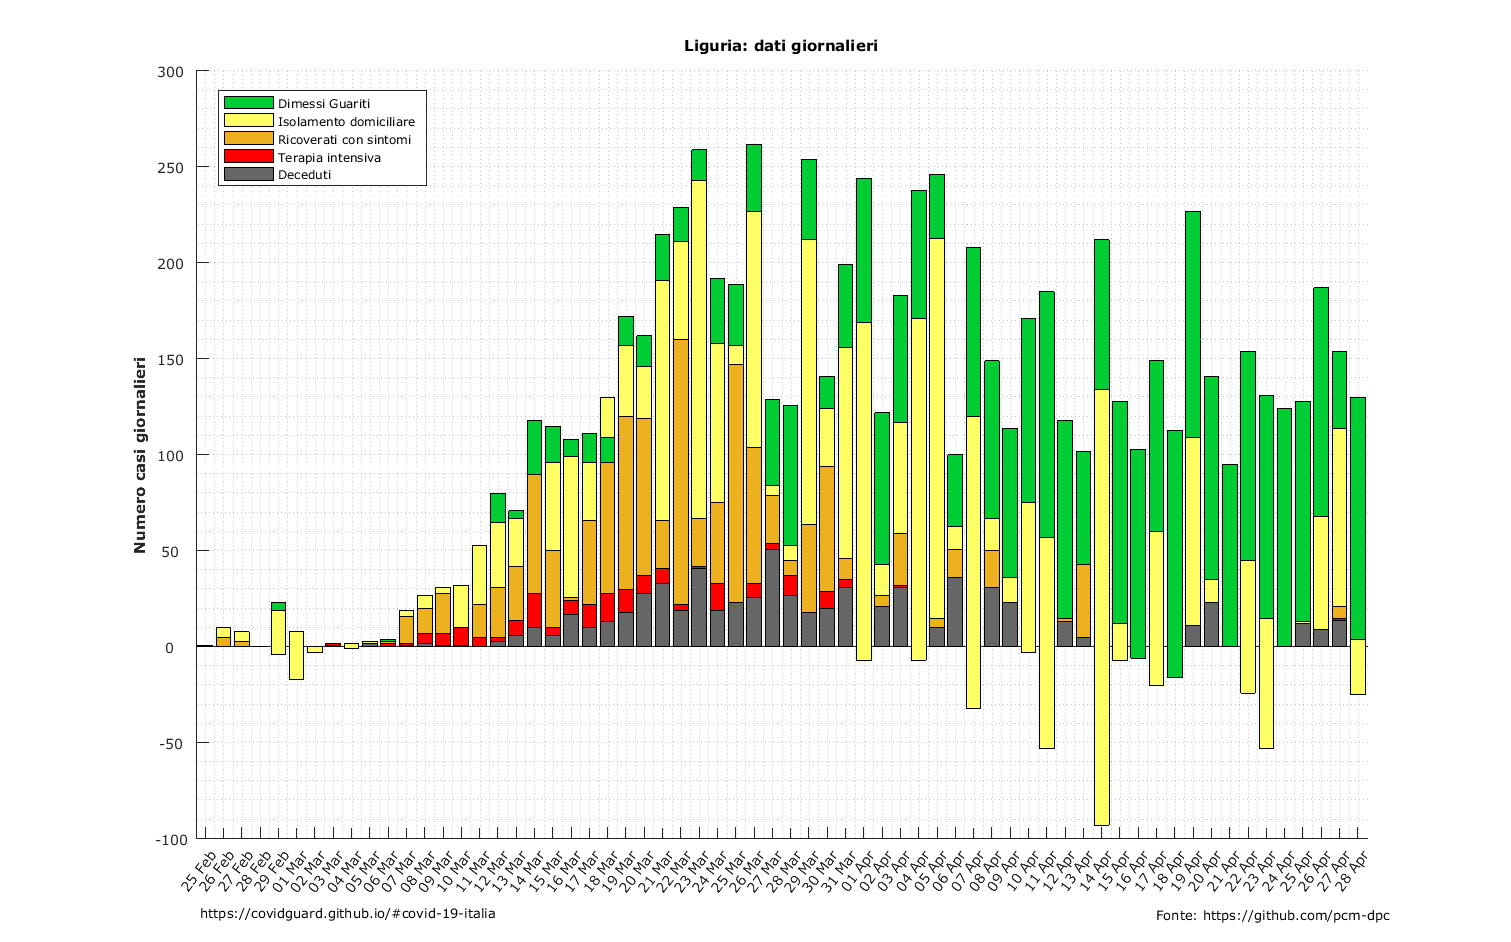 Liguria: dati giornalieri
300
250
200
150
100
50
0
-50
-100
Numero casi giornalieri
Dimessi Guariti
Isolamento domiciliare
Ricoverati con sintomi
Terapia intensiva
Deceduti
25 Feb
26 Feb
27 Feb
28 Feb
29 Feb
01 Mar
02 Mar
03 Mar
04 Mar
05 Mar
06 Mar
07 Mar
08 Mar
09 Mar
10 Mar
11 Mar
12 Mar
13 Mar
14 Mar
15 Mar
16 Mar
17 Mar
18 Mar
19 Mar
20 Mar
21 Mar
22 Mar
23 Mar
24 Mar
25 Mar
26 Mar
27 Mar
28 Mar
29 Mar
30 Mar
31 Mar
01 Apr
02 Apr
03 Apr
04 Apr
05 Apr
06 Apr
07 Apr
08 Apr
09 Apr
10 Apr
11 Apr
12 Apr
13 Apr
14 Apr
15 Apr
16 Apr
17 Apr
18 Apr
19 Apr
20 Apr
21 Apr
22 Apr
23 Apr
24 Apr
25 Apr
26 Apr
27 Apr
28 Apr
https://covidguard.github.io/#covid-19-italia
Fonte: https://github.com/pcm-dpc